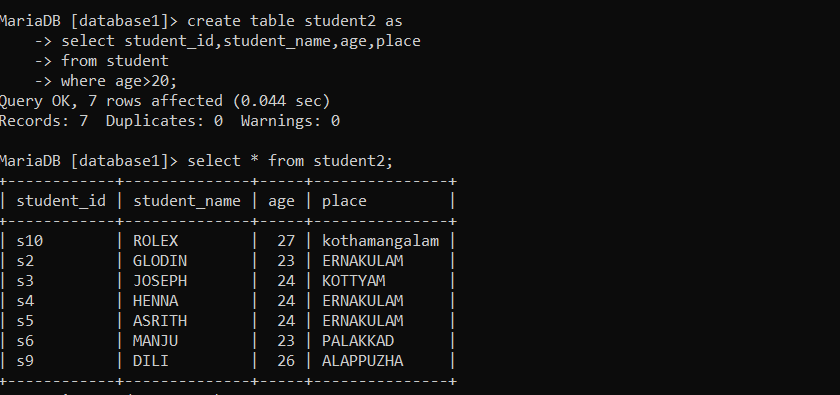 MariaDB [database1]> create table student2 as
    -> select student_id,student_name,age,place
    -> from student
    -> where age>20;
Query OK, 7 rows affected (0.044 sec)
Records: 7  Duplicates: 0  Warnings: 0

MariaDB [database1]> select * from student2;
+------------+--------------+-----+--------------+
| student_id | student_name | age | place        |
+------------+--------------+-----+--------------+
| s10        | ROLEX        |  27 | kothamangalam |
| s2         | GLODIN       |  23 | ERNAKULAM    |
| s3         | JOSEPH       |  24 | KOTTYAM      |
| s4         | HENNA        |  24 | ERNAKULAM    |
| s5         | ASRITH       |  24 | ERNAKULAM    |
| s6         | MANJU        |  23 | PALAKKAD     |
| s9         | DILI         |  26 | ALAPPUZHA    |
+------------+--------------+-----+--------------+